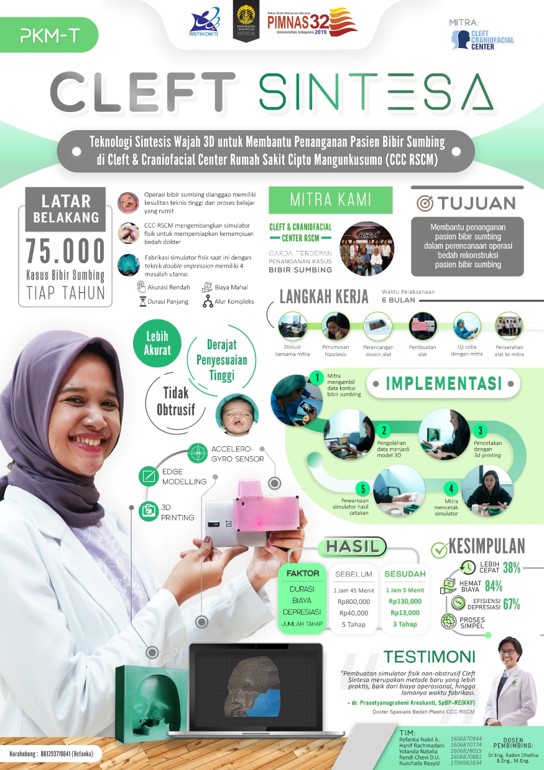 PKM-T
RISTEKDIKTI
PIMNAS 32
Universitas Udayana 2019
MITRA:
CLEFT
CRANIOFACIAL
CENTER
CLEFT SINTESA
Teknologi Sintesis Wajah 3D untuk Membantu Penanganan Pasien Bibir Sumbing
di Cleft & Craniofacial Center Rumah Sakit Cipto Mangunkusumo (CCC RSCM)
LATAR
BELAKANG
75.000
Kasus Bibir Sumbing
TIAP TAHUN
Operasi bibir sumbing dianggap memiliki
kesulitan teknis tinggi dan proses belajar
yang rumit
CCC-RSCM mengembangkan simulator
fisik untuk mempersiapkan kemampuan
bedah dokter
Fabrikasi simulator fisik saat ini dengan
teknik double-impression memiliki 4
masalah utama:
Akurasi Rendah
Biaya Mahal
Durasi Panjang
Alur Kompleks
MITRA KAMI
CLEFT & CRANIOFACIAL
CENTER RSCM
GARDA TERDEPAN
PENANGANAN KASUS
BIBIR SUMBING
TUJUAN
Membantu penanganan
pasien bibir sumbing
dalam perencanaan operasi
bedah rekonstruksi
pasien bibir sumbing
LANGKAH KERJA
Waktu Pelaksanaan
6 BULAN
Diskusi
bersama mitra
Perumusan
hipotesis
Perancangan
desain alat
Pembuatan
alat
Uji coba
dengan mitra
Penyerahan
alat ke mitra
Lebih
Akurat
Derajat
Penyesuaian
Tinggi
Tidak
Obtrusif
ACCELERO-
GYRO SENSOR
EDGE
MODELLING
3D
PRINTING
IMPLEMENTASI
1
Mitra
mengambil
data kontur
bibir sumbing
2
Pengolahan
data menjadi
model 3D
3
Pencetakan
dengan
3d-printing
4
Mitra
mencetak
simulator
5
Pewarnaan
simulator hasil
cetakan
HASIL
FAKTOR SEBELUM SESUDAH
DURASI 1 Jam 45 Menit 1 Jam 5 Menit
BIAYA Rp800,000 Rp130,000
DEPRESIASI Rp40,000 Rp13,000
JUMLAH TAHAP 5 Tahap 3 Tahap
KESIMPULAN
LEBIH
CEPAT 38%
HEMAT
BIAYA 84%
EFISIENSI
DEPRESIASI 67%
PROSES
SIMPEL
TESTIMONI
"Pembuatan simulator fisik non-obstrusif Cleft
Sintesa merupakan metode baru yang lebih
praktis, baik dari biaya operasional, hingga
lamanya waktu fabrikasi.
- dr. Prasetyanugraheni Kreshanti, SpBP-RE(KKF)
Dokter Spesialis Bedah Plastik CCC RSCM
Narahubung : 081293719841 (Refanka)
TIM:
Refanka Nabil A. 1606870944
Hanif Rachmadani 1606870774
Yolanda Natalia 1606828015
Rendi Chevi D.U. 1606870881
Nurchalis Rasyid 1706981834
DOSEN
PEMBIMBING:
Dr.Eng. Radon Dhelika
B.Eng., M.Eng.